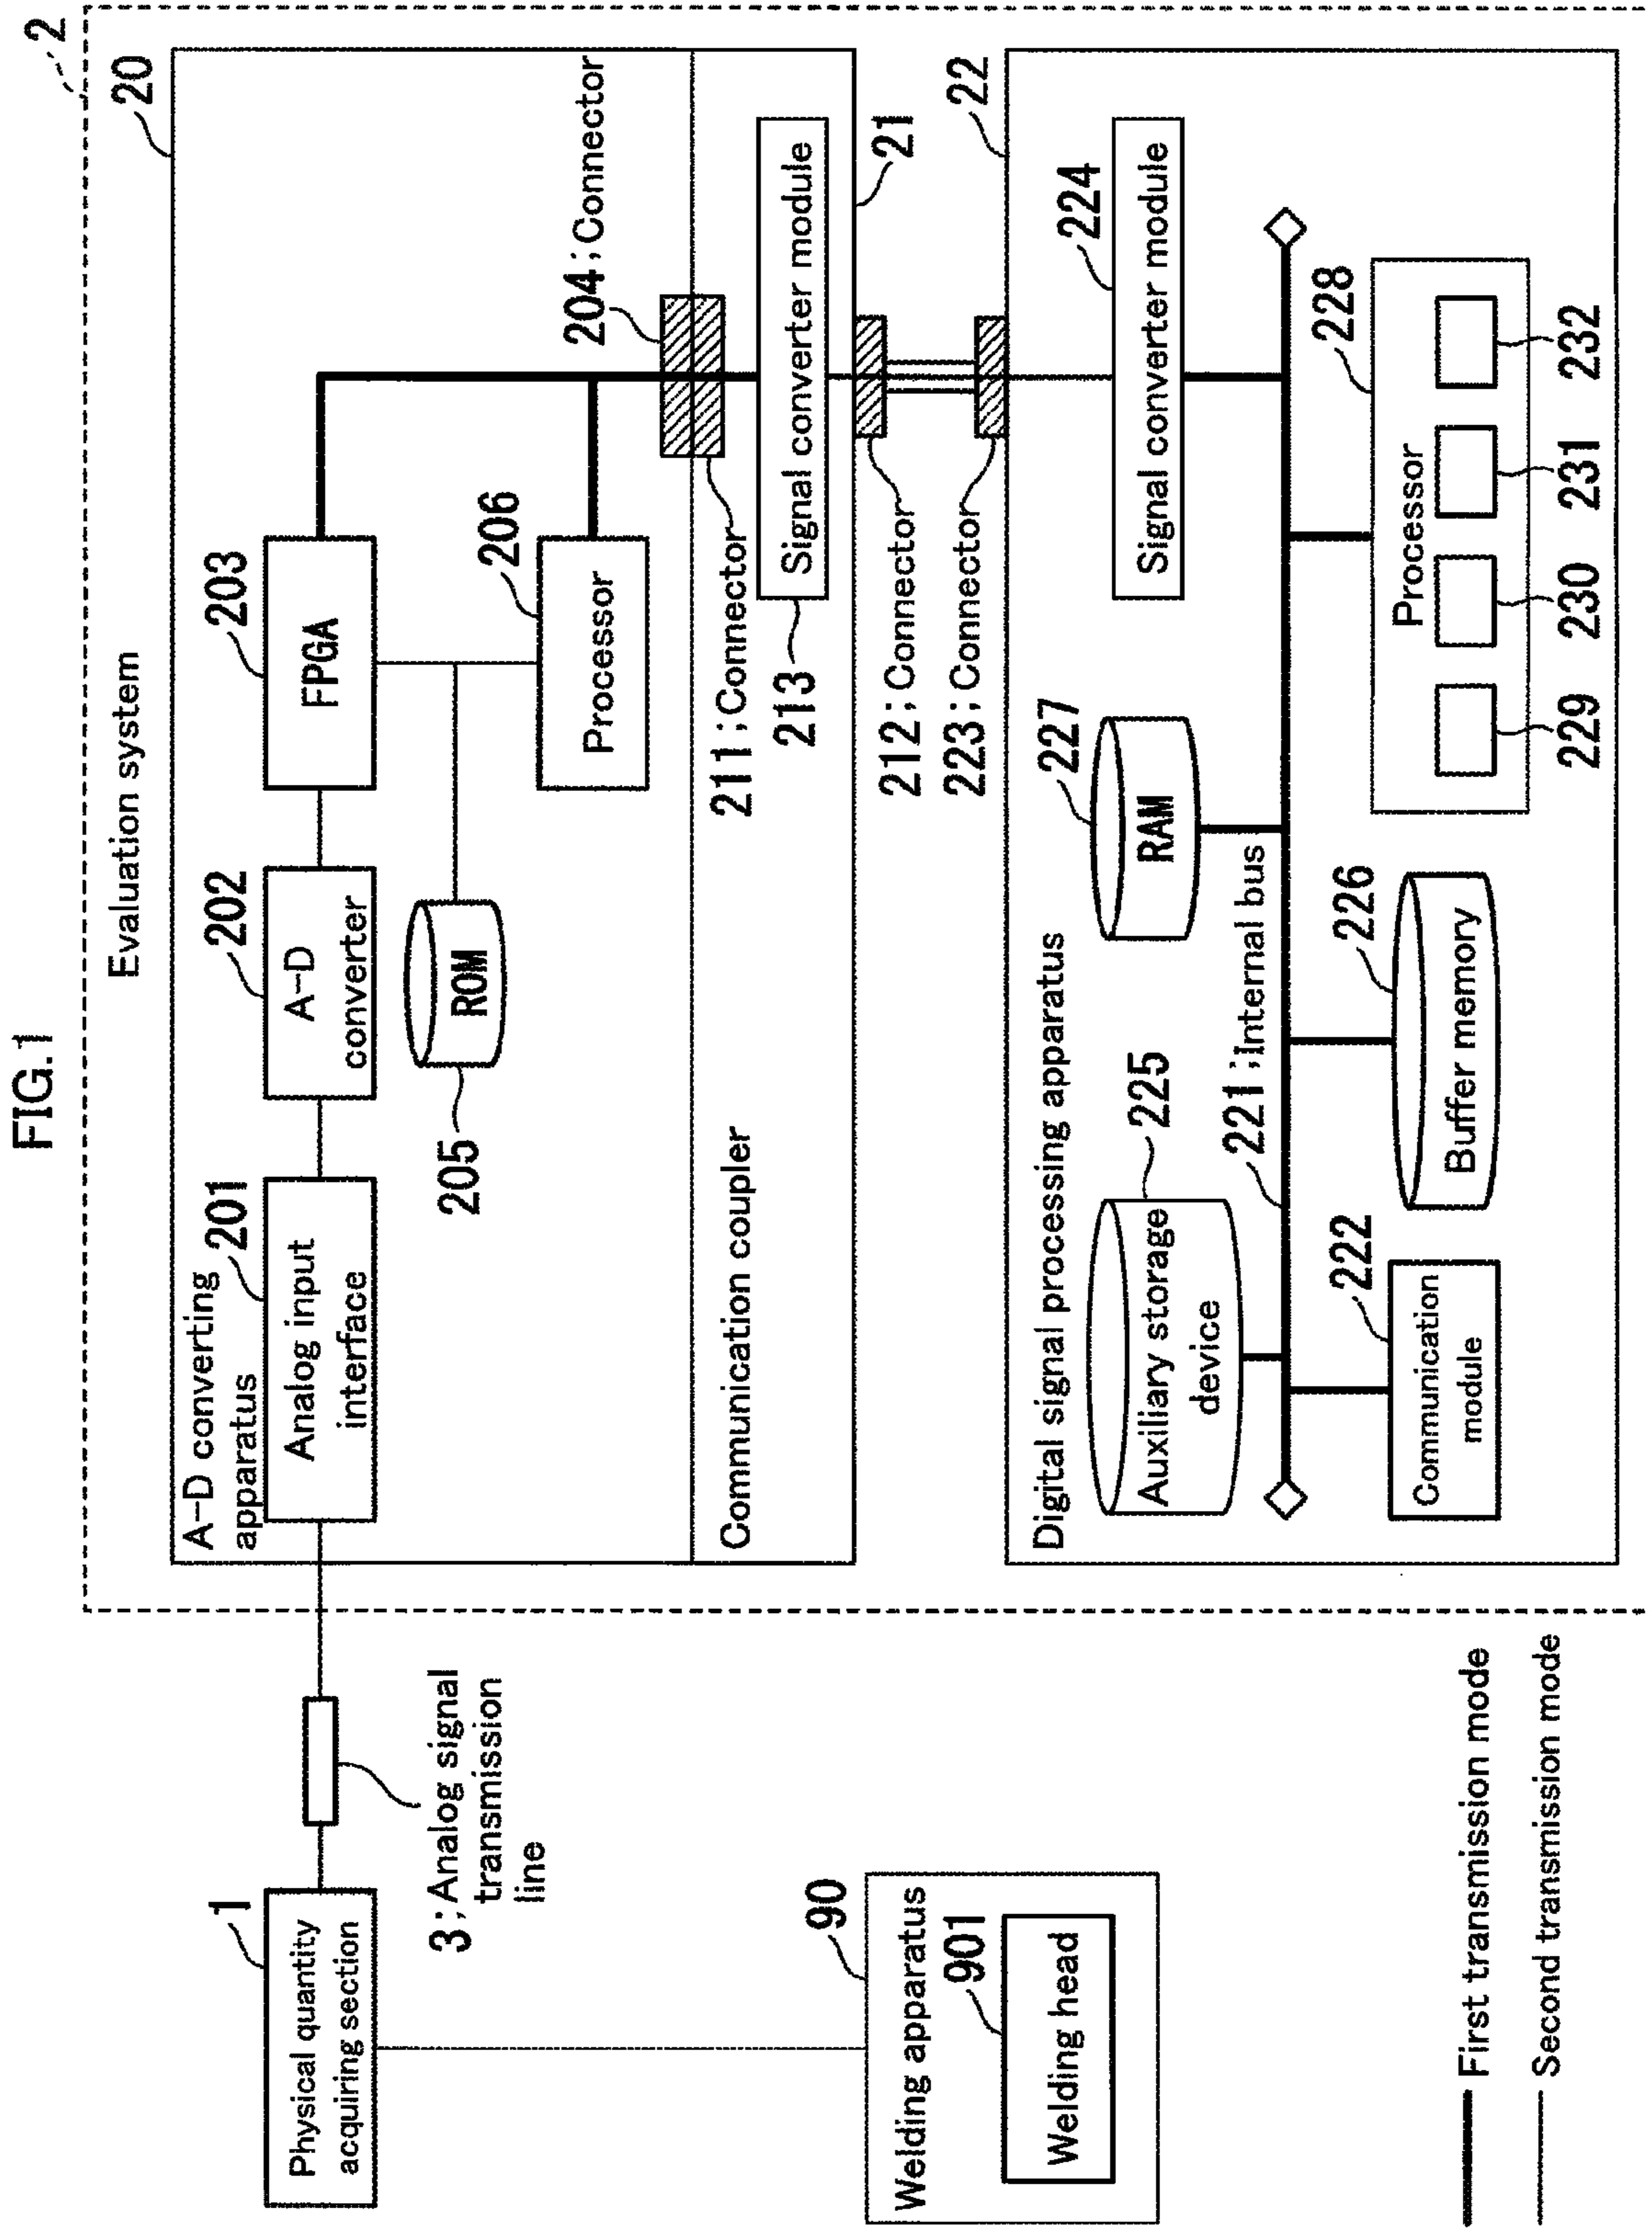 FIG.1
2
Evaluation system
20
A-D converting
apparatus
201
Analog input
interface
202
A-D
converter
203
FPGA
204;Connector
205
ROM
206
Processor
1
Physical quantity
acquiring section
3;Analog signal
transmission
line
Communication coupler
211;Connector
213
Signal converter module
21
212;Connector
223;Connector
22
Digital signal processing apparatus
224
Signal converter module
225
Auxiliary storage
device
227
RAM
221;Internal bus
222
Communication
module
226
Buffer memory
228
Processor
229
230
231
232
90
Welding apparatus
901
Welding head
First transmission mode
Second transmission mode